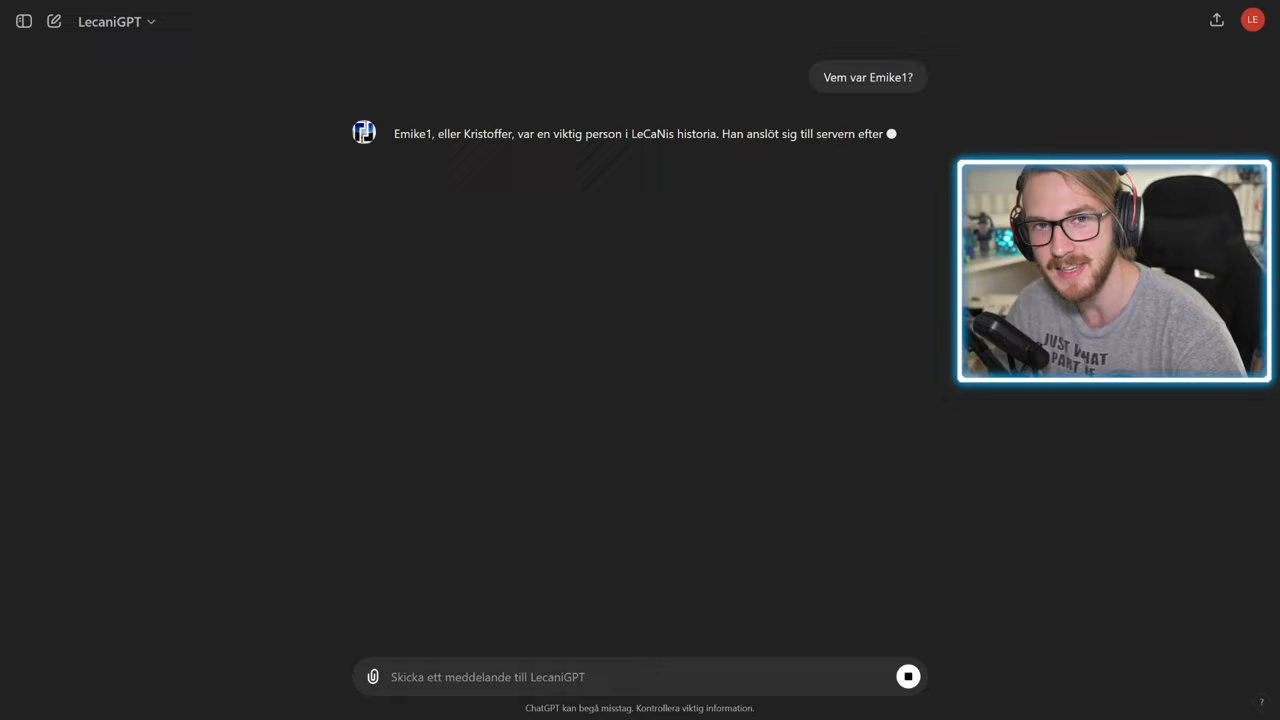 LecaniGPT
LE
Vem var Emike1?
Emike1, eller Kristoffer, var en viktig person i LeCaNis historia. Han anslöt sig till servern efter
JUST WHAT
PART IF
Skicka ett meddelande till LecaniGPT
ChatGPT kan begå misstag. Kontrollera viktig information.
?